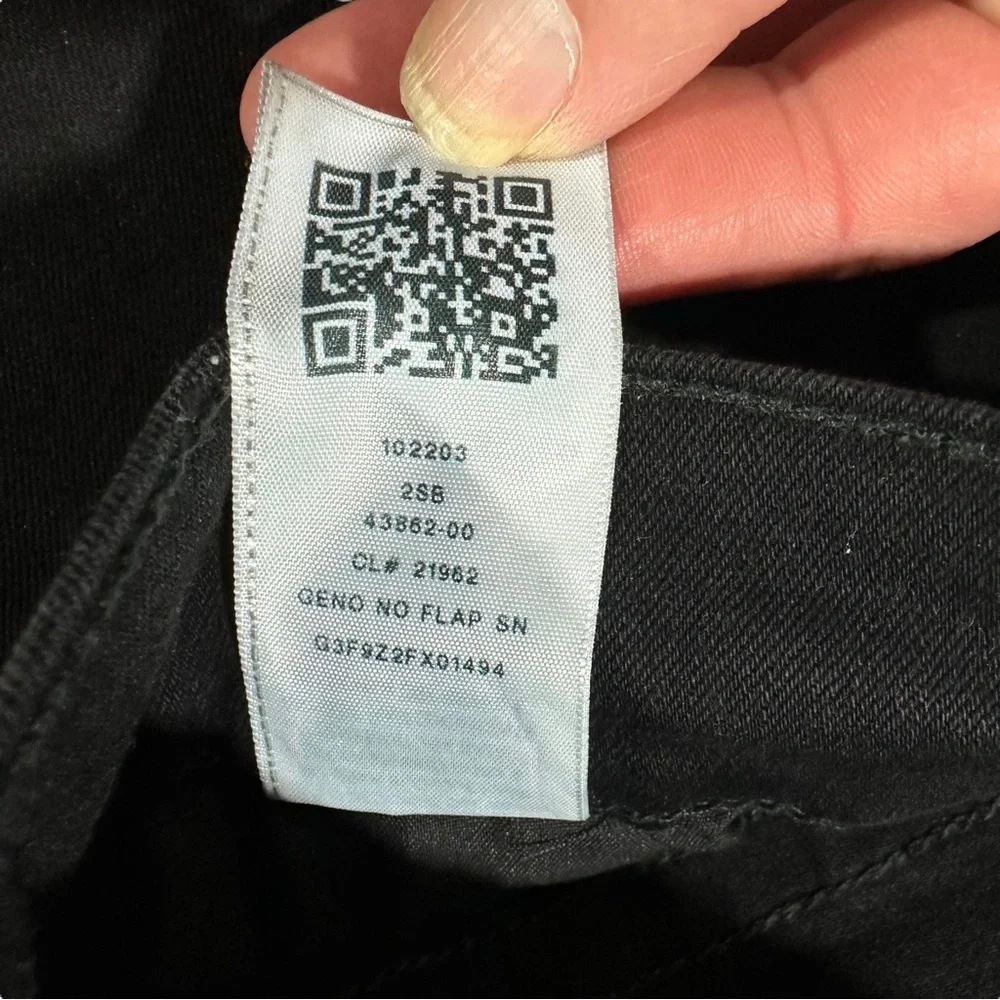 102203
2SB
43862-00
CL# 21962
GENO NO FLAP SN
G3F9Z2FX01494